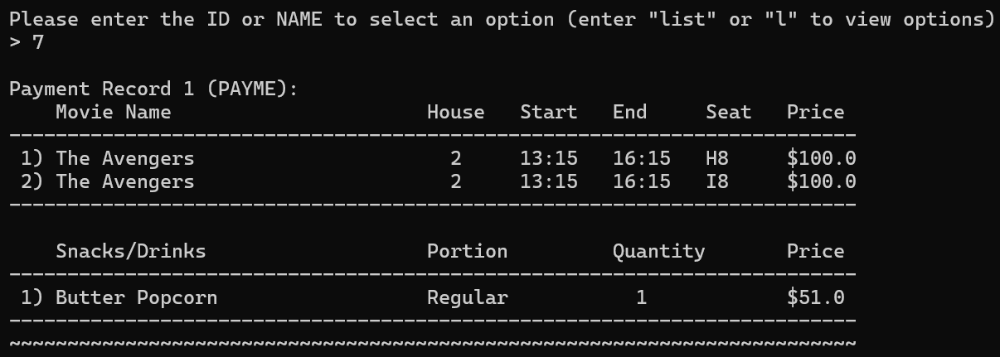 Please enter the ID or NAME to select an option (enter "list" or "l" to view options)
> 7
Payment Record 1 (PAYME):
    Movie Name                      House   Start   End     Seat   Price
-------------------------------------------------------------------------
 1) The Avengers                      2     13:15   16:15   H8     $100.0
 2) The Avengers                      2     13:15   16:15   I8     $100.0
-------------------------------------------------------------------------
    Snacks/Drinks                   Portion         Quantity       Price
-------------------------------------------------------------------------
 1) Butter Popcorn                  Regular           1            $51.0
-------------------------------------------------------------------------
~~~~~~~~~~~~~~~~~~~~~~~~~~~~~~~~~~~~~~~~~~~~~~~~~~~~~~~~~~~~~~~~~~~~~~~~~